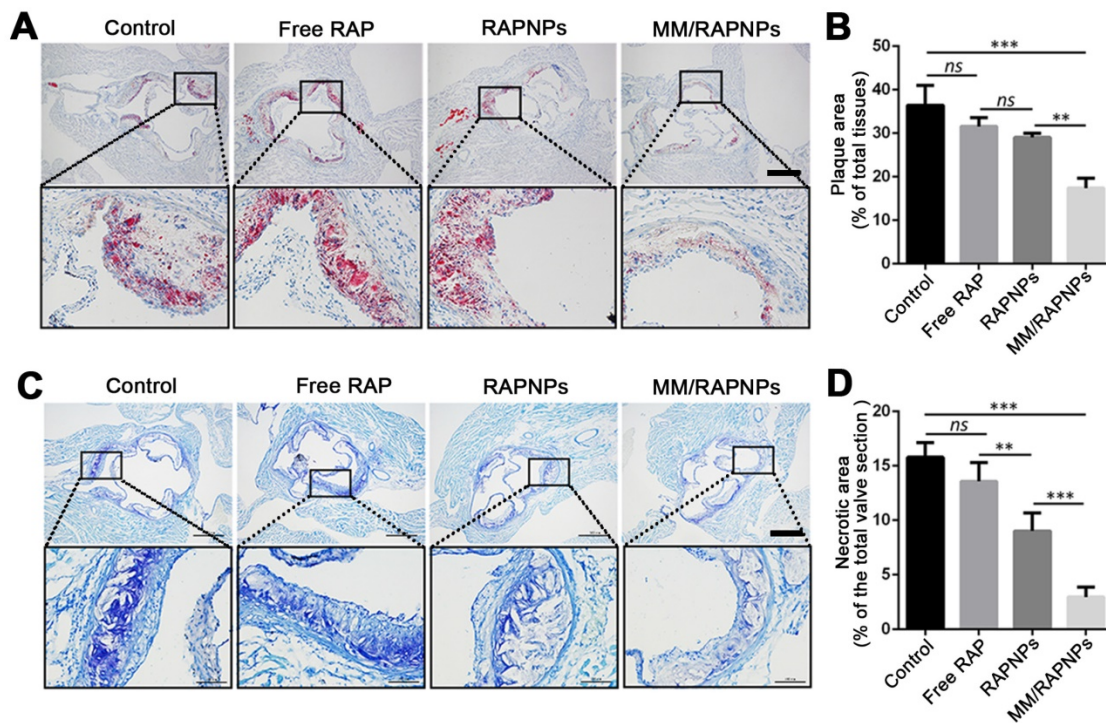 A
Control
Free RAP
RAPNPs
MM/RAPNPs
B
Plaque area
(% of total tissues)
50
40
30
20
10
0
***
ns
ns
**
Control
Free RAP
RAPNPs
MM/RAPNPs
C
Control
Free RAP
RAPNPs
MM/RAPNPs
D
Necrotic area
(% of the total valve section)
20
15
10
5
0
***
ns
**
***
Control
Free RAP
RAPNPs
MM/RAPNPs